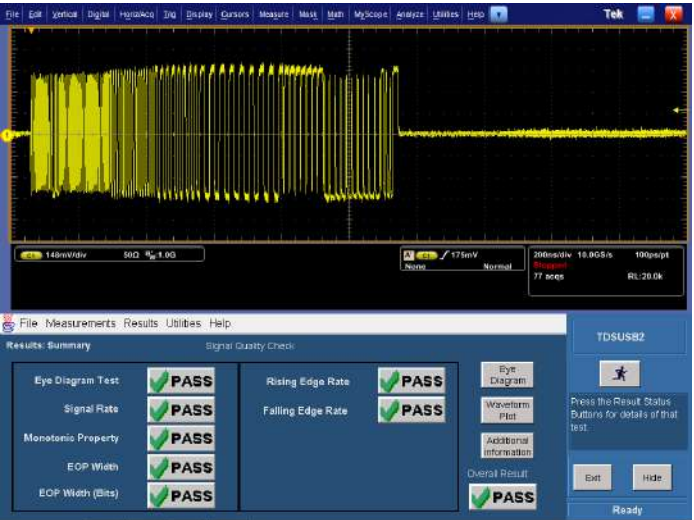 File Edit Vertical Digital Horiz/Acq Trig Display Cursors Measure Mask Math MyScope Analyze Utilities Help Tek X
1
C1 148mV/div 50Ω BW:1.0G
A C1 / 175mV
None Normal
200ns/div 10.0GS/s 100ps/pt
Stopped
77 acqs RL:20.0k
File Measurements Results Utilities Help
Results: Summary Signal Quality Check
TDSUSB2
Eye Diagram Test PASS
Signal Rate PASS
Monotonic Property PASS
EOP Width PASS
EOP Width (Bits) PASS
Rising Edge Rate PASS
Falling Edge Rate PASS
Eye
Diagram
Waveform
Plot
Additional
Information
Overall Result
PASS
Press the Result Status
Buttons for details of that
test.
Exit Hide
Ready